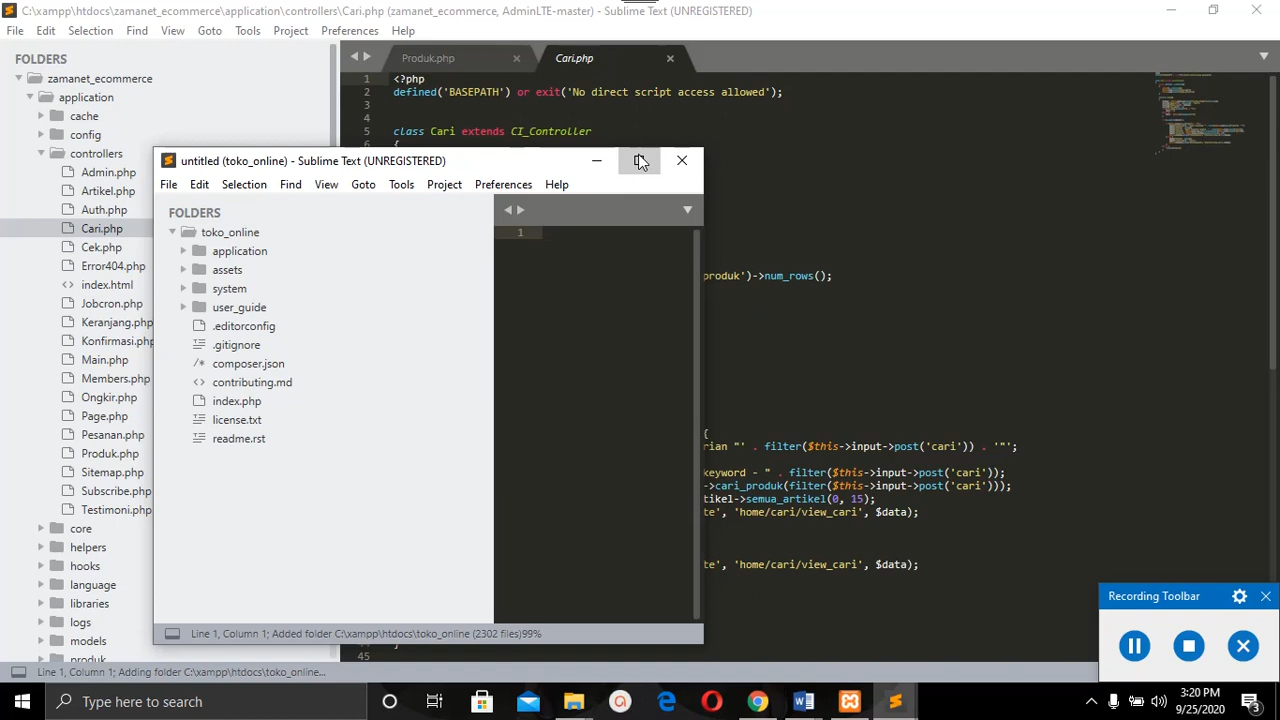 C:\xampp\htdocs\zamanet_ecommerce\application\controllers\Cari.php (zamanet_ecommerce, AdminLTE-master) - Sublime Text (UNREGISTERED)
File Edit Selection Find View Goto Tools Project Preferences Help
FOLDERS
zamanet_ecommerce
application
cache
config
controllers
Admin.php
Artikel.php
Auth.php
Cari.php
Cek.php
Error404.php
index.html
Jobcron.php
Keranjang.php
Konfirmasi.php
Main.php
Members.php
Ongkir.php
Page.php
Pesanan.php
Produk.php
Sitemap.php
Subscribe.php
Testimoni.php
core
helpers
hooks
language
libraries
logs
models
produk
Line 1, Column 1; Adding folder C:\xampp\htdocs\toko_online...
Produk.php
Cari.php
1 <?php
2 defined('BASEPATH') or exit('No direct script access allowed');
3
4
5 class Cari extends CI_Controller
6 {
produk')->num_rows();
{
rian "' . filter($this->input->post('cari')) . '"';
keyword - " . filter($this->input->post('cari'));
->cari_produk(filter($this->input->post('cari')));
tikel->semua_artikel(0, 15);
te', 'home/cari/view_cari', $data);
te', 'home/cari/view_cari', $data);
44 }
45
untitled (toko_online) - Sublime Text (UNREGISTERED)
File Edit Selection Find View Goto Tools Project Preferences Help
FOLDERS
toko_online
application
assets
system
user_guide
.editorconfig
.gitignore
composer.json
contributing.md
index.php
license.txt
readme.rst
1
Line 1, Column 1; Added folder C:\xampp\htdocs\toko_online (2302 files)99%
Recording Toolbar
Type here to search
3:20 PM
9/25/2020
3